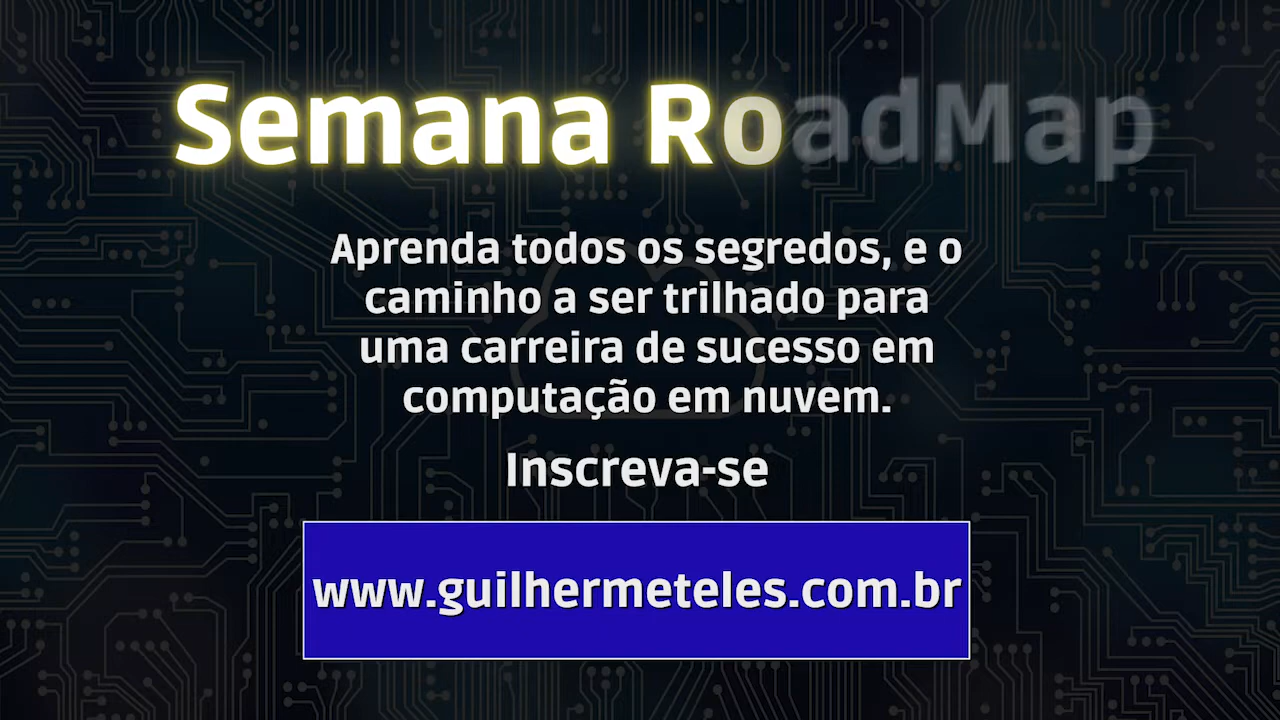 Semana RoadMap
Aprenda todos os segredos, e o
caminho a ser trilhado para
uma carreira de sucesso em
computação em nuvem.
Inscreva-se
www.guilhermeteles.com.br